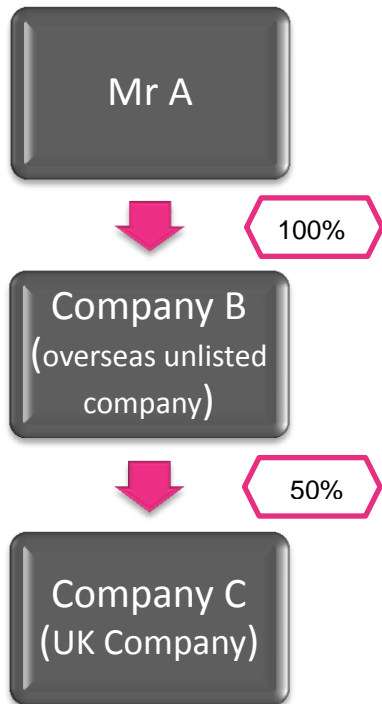 Mr A
100%
Company B
(overseas unlisted
company)
50%
Company C
(UK Company)